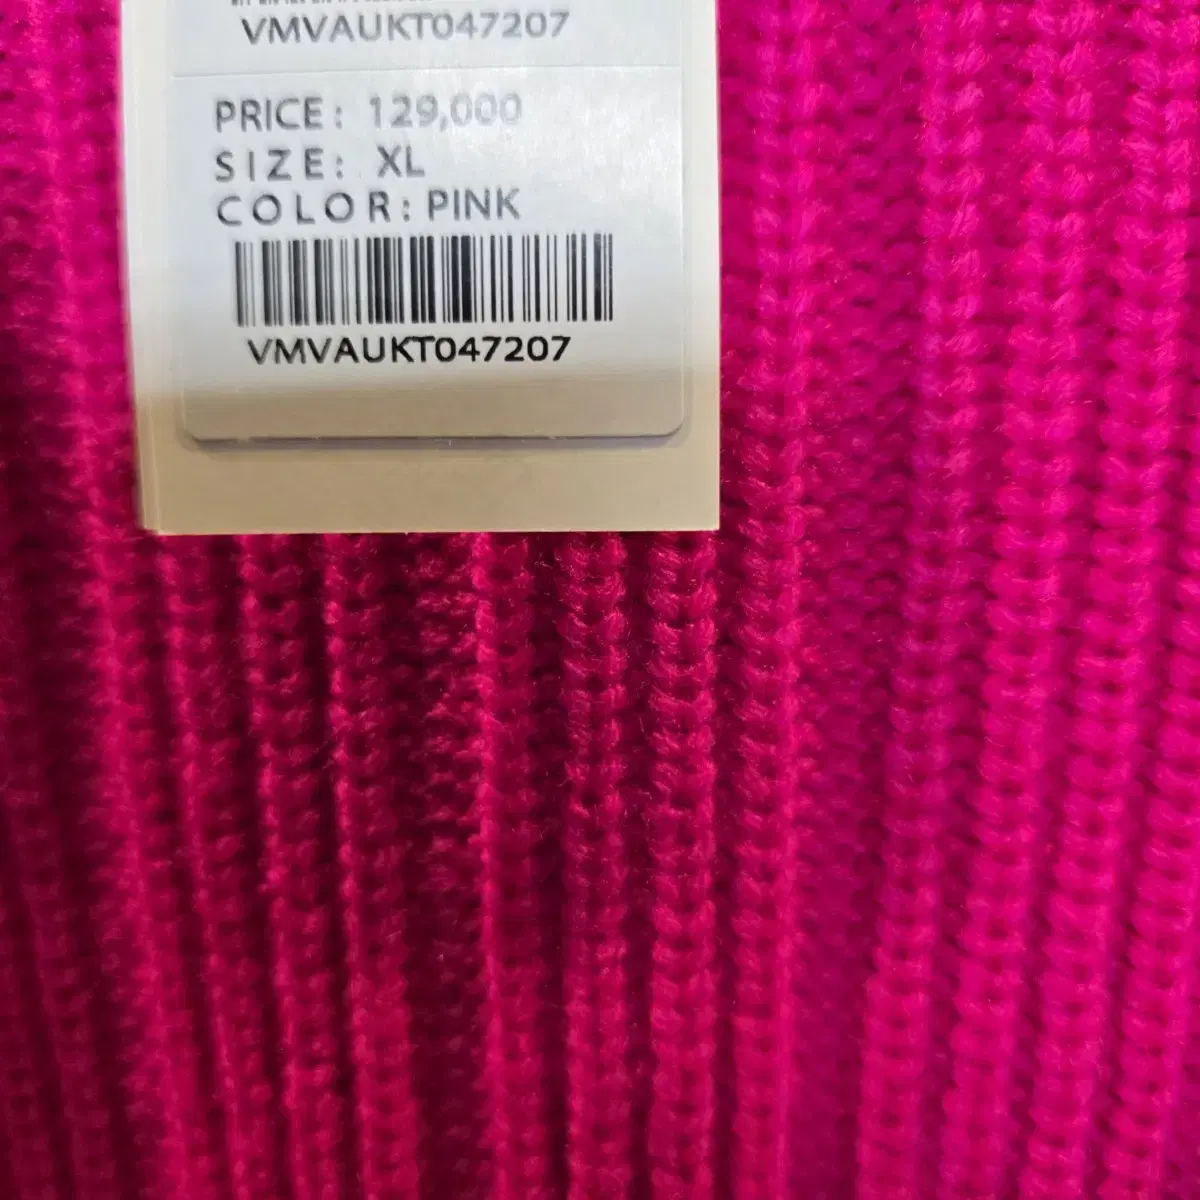 VMVAUKT047207
PRICE: 129,000
SIZE: XL
COLOR: PINK
VMVAUKT047207